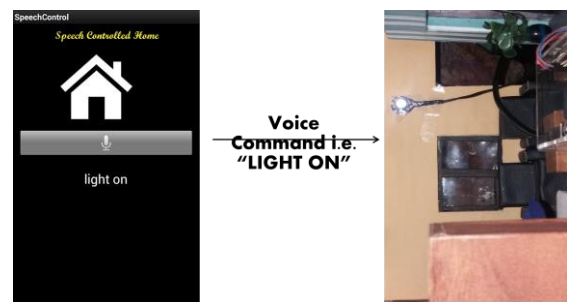 SpeechControl
Speech Controlled Home
light on
Voice
Command i.e.
“LIGHT ON”